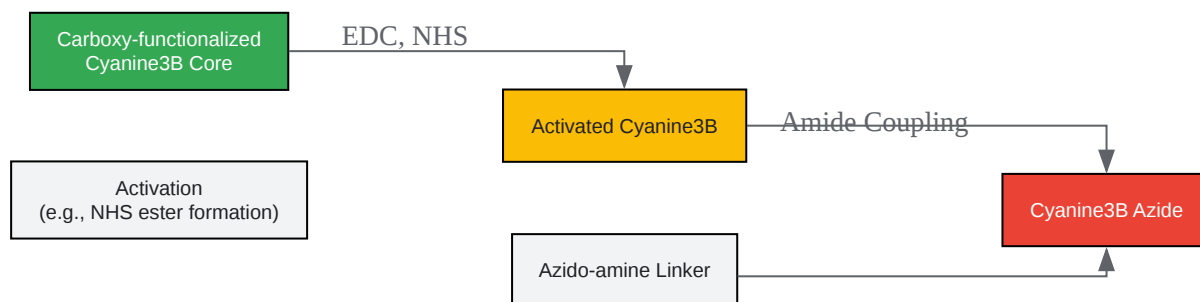 Carboxy-functionalized
Cyanine3B Core
EDC, NHS
Activated Cyanine3B
Amide Coupling
Activation
(e.g., NHS ester formation)
Cyanine3B Azide
Azido-amine Linker